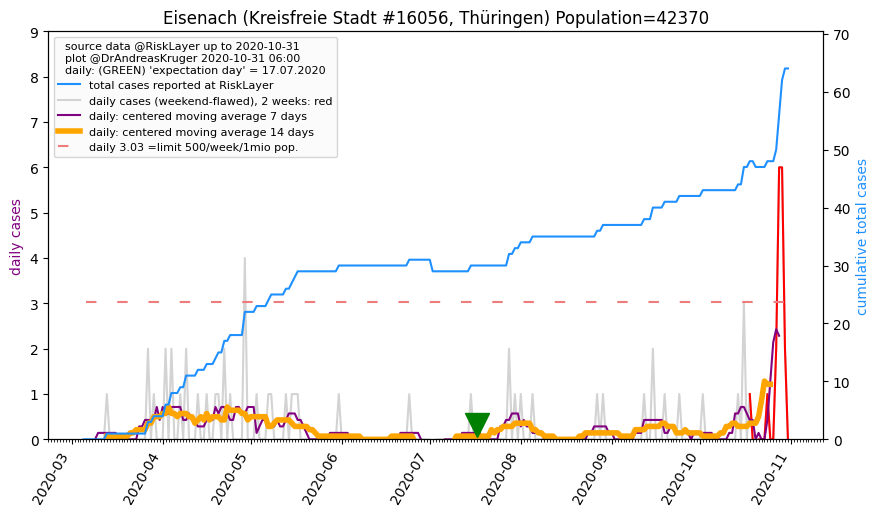 Eisenach (Kreisfreie Stadt #16056, Thüringen) Population=42370
source data @RiskLayer up to 2020-10-31
plot @DrAndreasKruger 2020-10-31 06:00
daily: (GREEN) 'expectation day' = 17.07.2020
total cases reported at RiskLayer
daily cases (weekend-flawed), 2 weeks: red
daily: centered moving average 7 days
daily: centered moving average 14 days
daily 3.03 =limit 500/week/1mio pop.
daily cases
9
8
7
6
5
4
3
2
1
0
cumulative total cases
70
60
50
40
30
20
10
0
2020-03
2020-04
2020-05
2020-06
2020-07
2020-08
2020-09
2020-10
2020-11